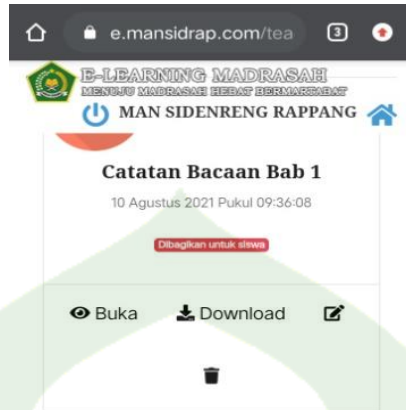 e.mansidrap.com/tea
3
E-LEARNING MADRASAH
MENUJU MADRASAH HEBAT BERMARTABAT
MAN SIDENRENG RAPPANG
Catatan Bacaan Bab 1
10 Agustus 2021 Pukul 09:36:08
Dibagikan untuk siswa
Buka Download